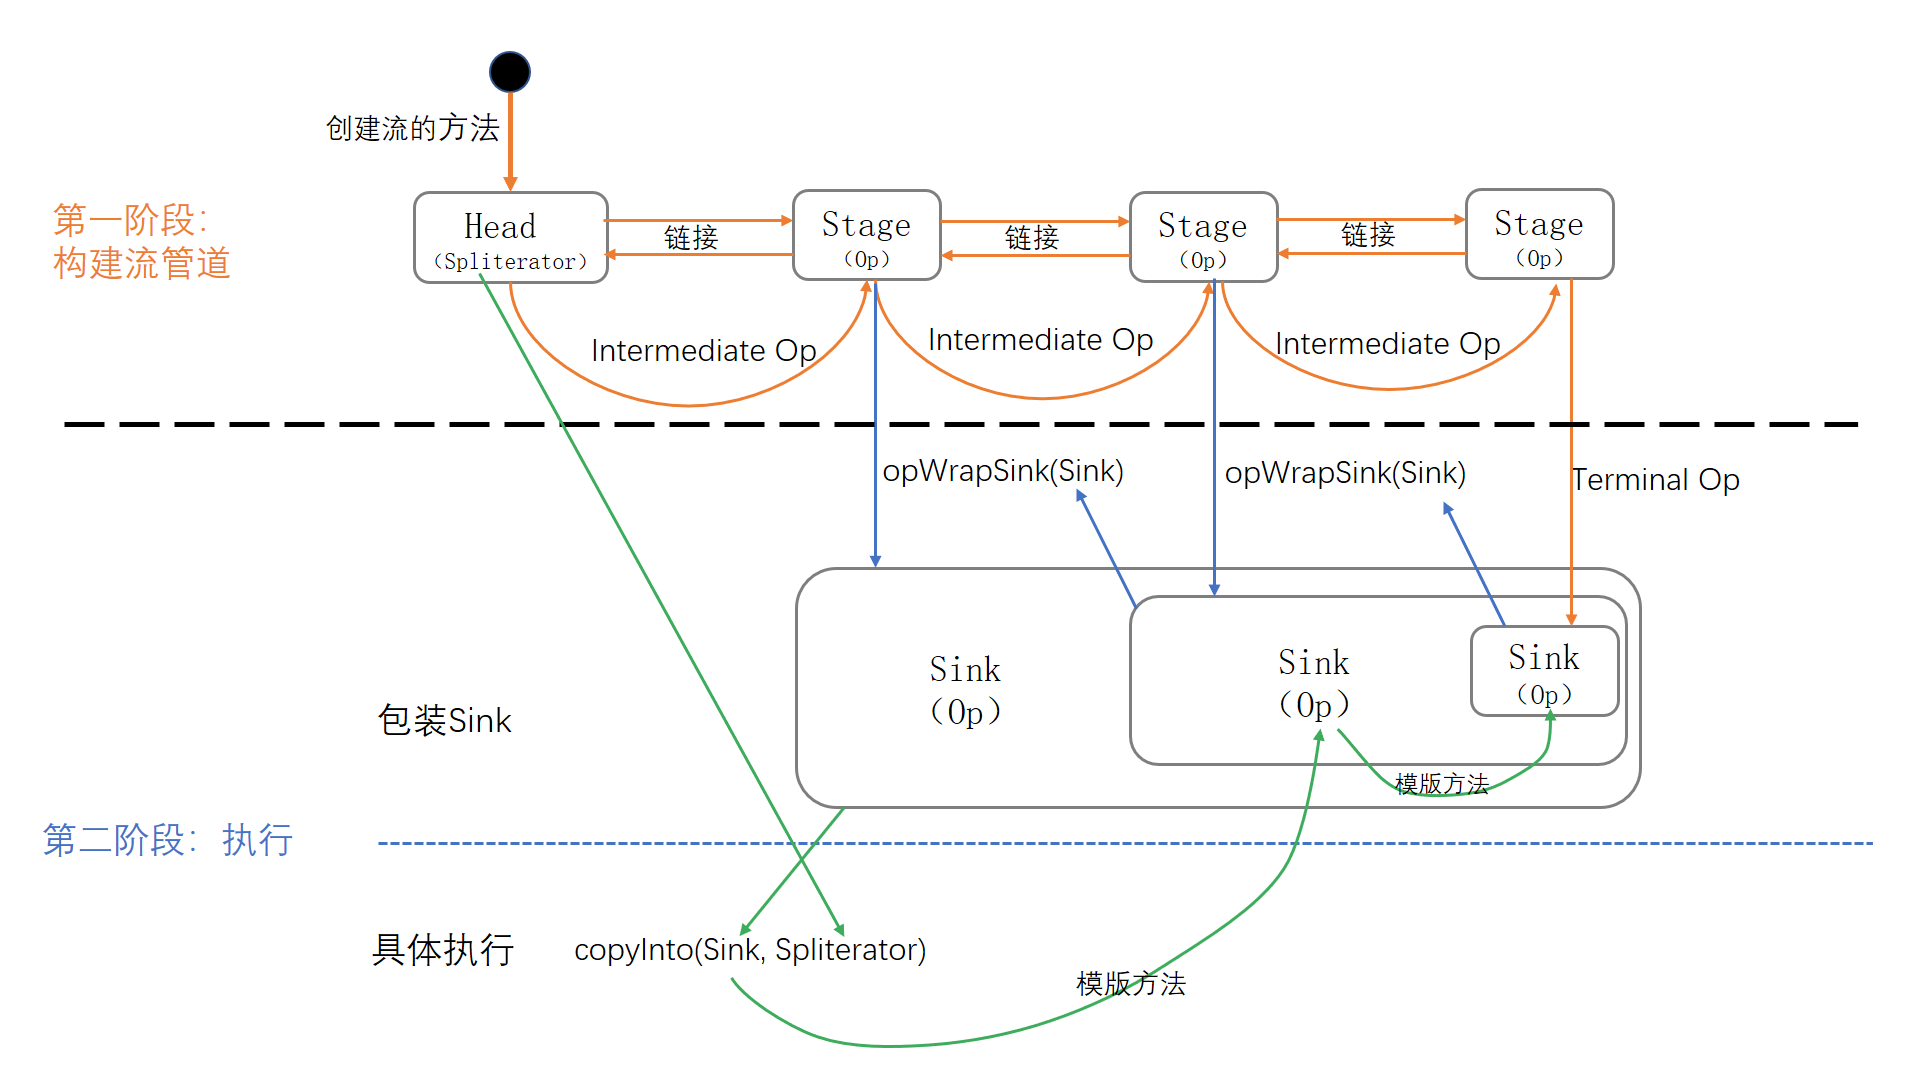 创建流的方法
第一阶段：
构建流管道
Head
（Spliterator）
链接
Stage
（Op）
链接
Stage
（Op）
链接
Stage
（Op）
Intermediate Op
Intermediate Op
Intermediate Op
opWrapSink(Sink)
opWrapSink(Sink)
Terminal Op
Sink
（Op）
Sink
（Op）
Sink
（Op）
包装Sink
模版方法
第二阶段：执行
具体执行
copyInto(Sink, Spliterator)
模版方法